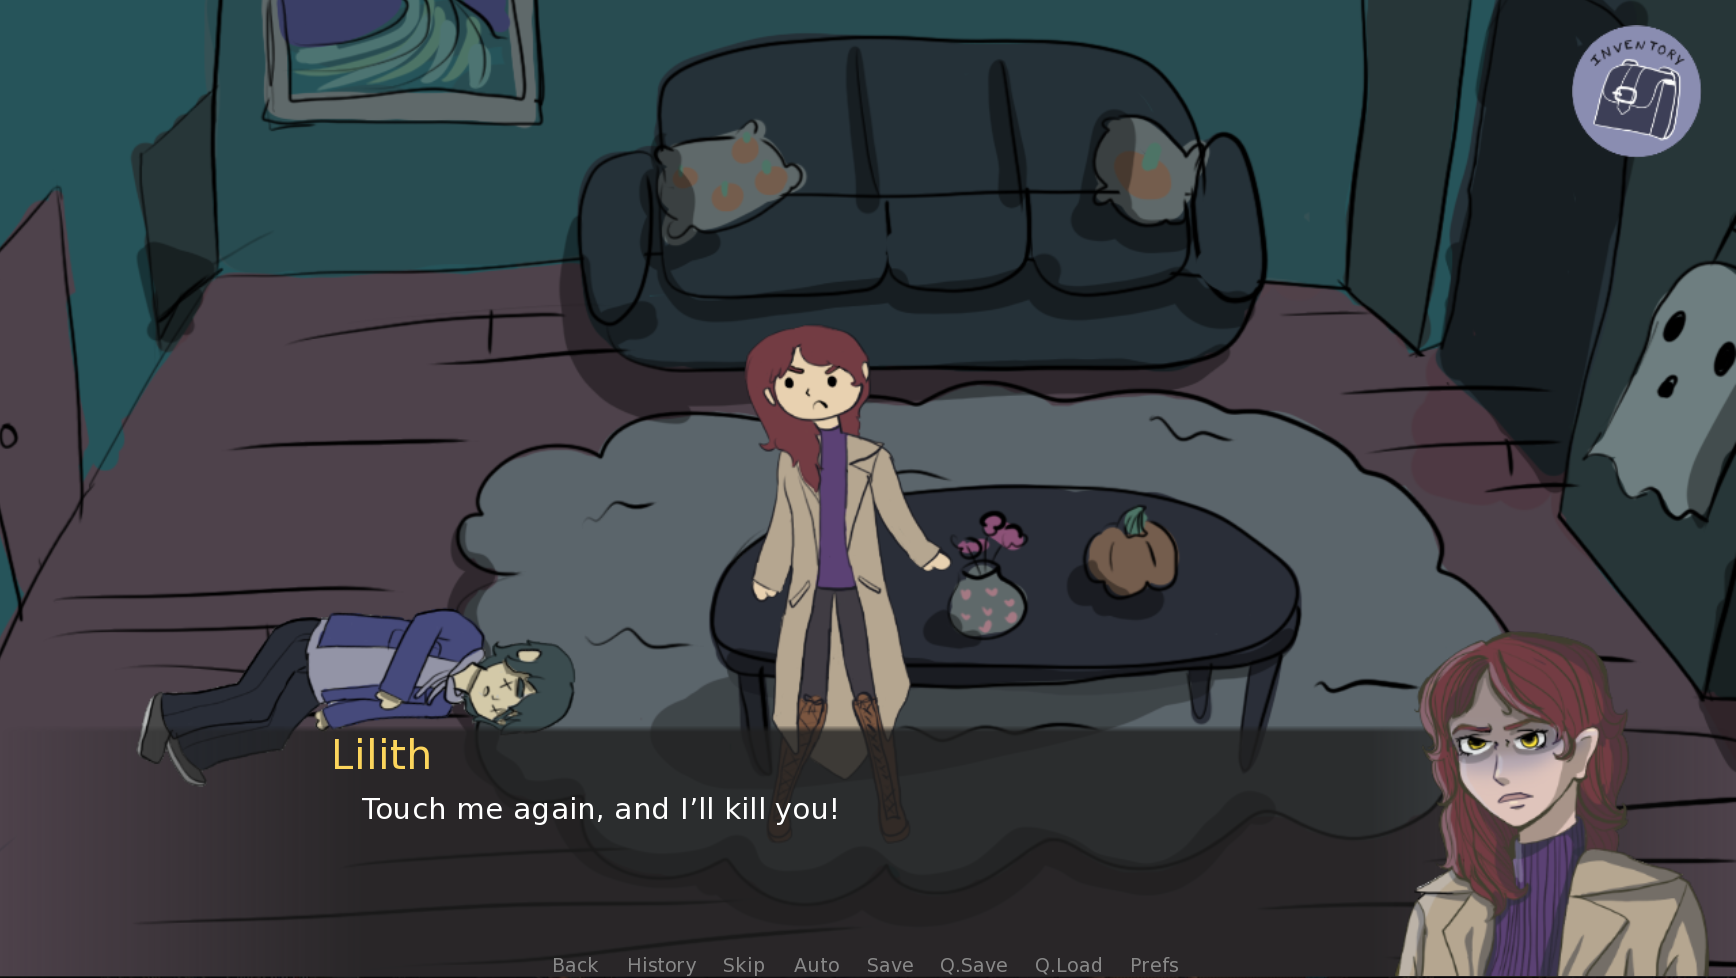 INVENTORY
Lilith
Touch me again, and I’ll kill you!
Back History Skip Auto Save Q.Save Q.Load Prefs